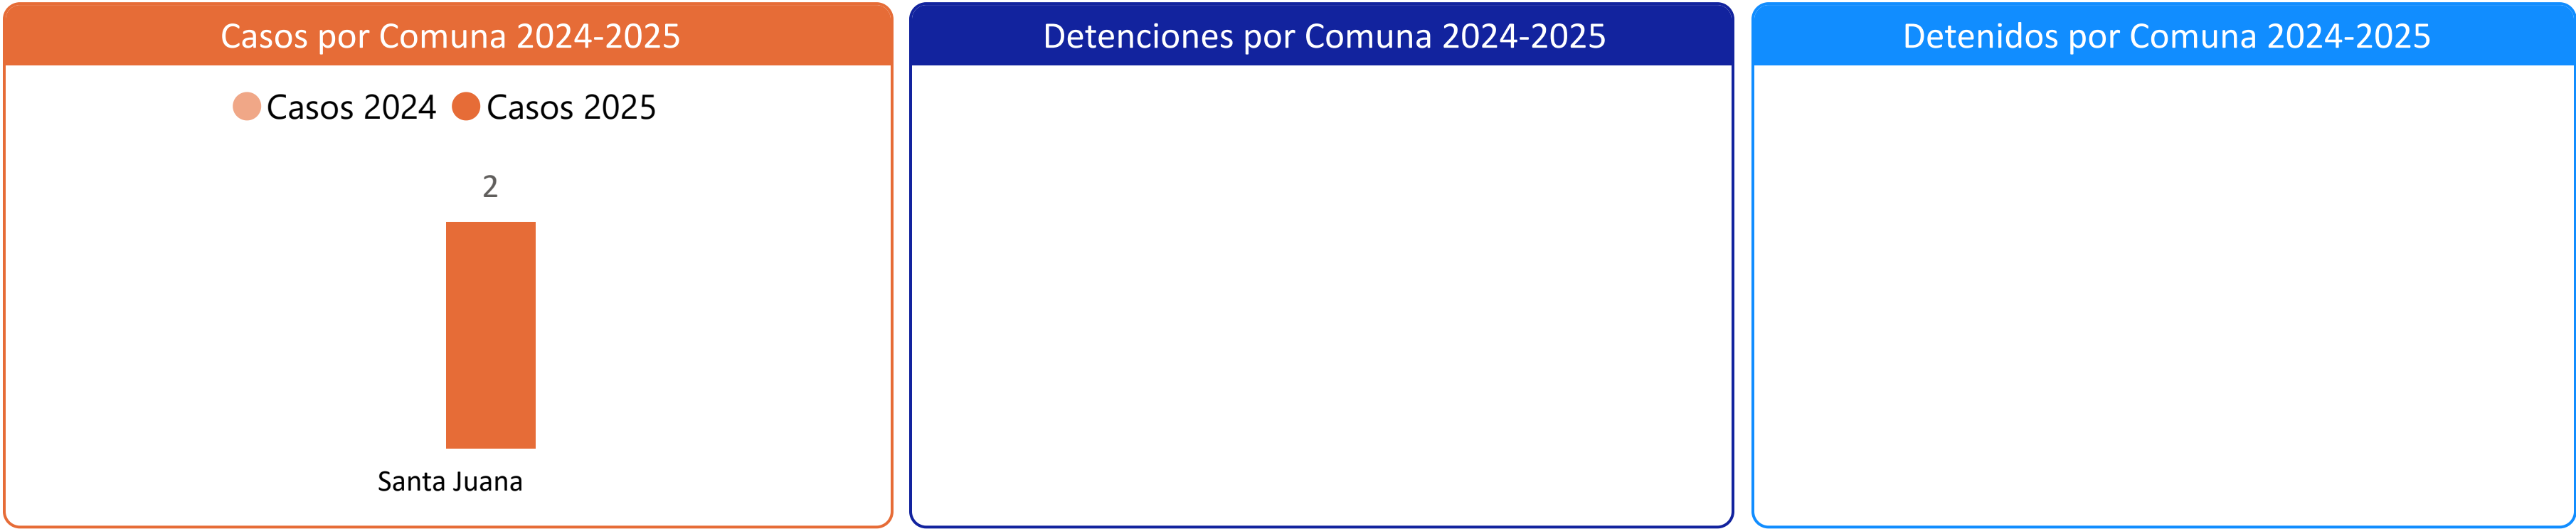 Casos por Comuna 2024-2025
Casos 2024 Casos 2025
2
Santa Juana
Detenciones por Comuna 2024-2025
Detenidos por Comuna 2024-2025